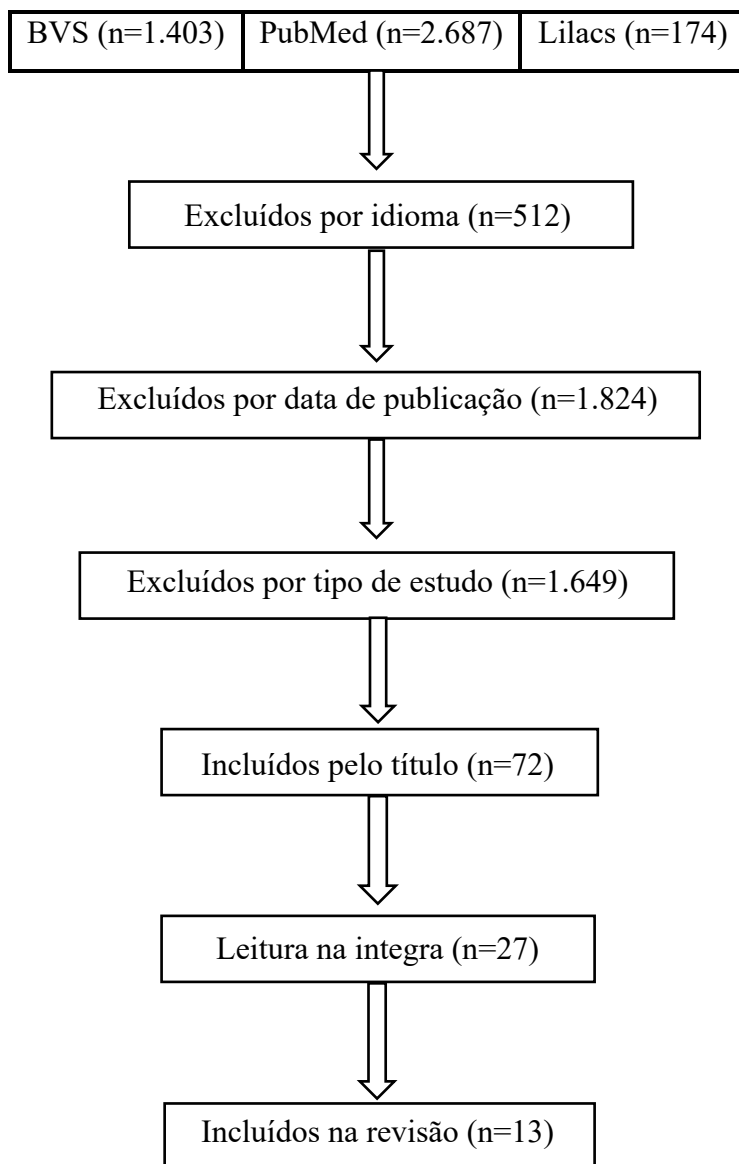 BVS (n=1.403) PubMed (n=2.687) Lilacs (n=174)
Excluídos por idioma (n=512)
Excluídos por data de publicação (n=1.824)
Excluídos por tipo de estudo (n=1.649)
Incluídos pelo título (n=72)
Leitura na integra (n=27)
Incluídos na revisão (n=13)